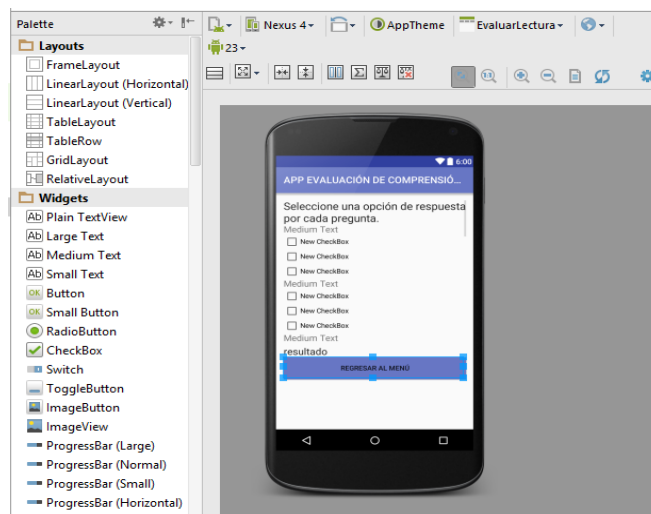 Palette
Nexus 4
AppTheme
EvaluarLectura
23
Layouts
FrameLayout
LinearLayout (Horizontal)
LinearLayout (Vertical)
TableLayout
TableRow
GridLayout
RelativeLayout
Widgets
Ab Plain TextView
Ab Large Text
Ab Medium Text
Ab Small Text
OK Button
OK Small Button
RadioButton
CheckBox
Switch
ToggleButton
ImageButton
ImageView
ProgressBar (Large)
ProgressBar (Normal)
ProgressBar (Small)
ProgressBar (Horizontal)
1:1
6:00
APP EVALUACIÓN DE COMPRENSIÓ...
Seleccione una opción de respuesta
por cada pregunta.
Medium Text
New CheckBox
New CheckBox
New CheckBox
Medium Text
New CheckBox
New CheckBox
New CheckBox
Medium Text
resultado
REGRESAR AL MENÚ